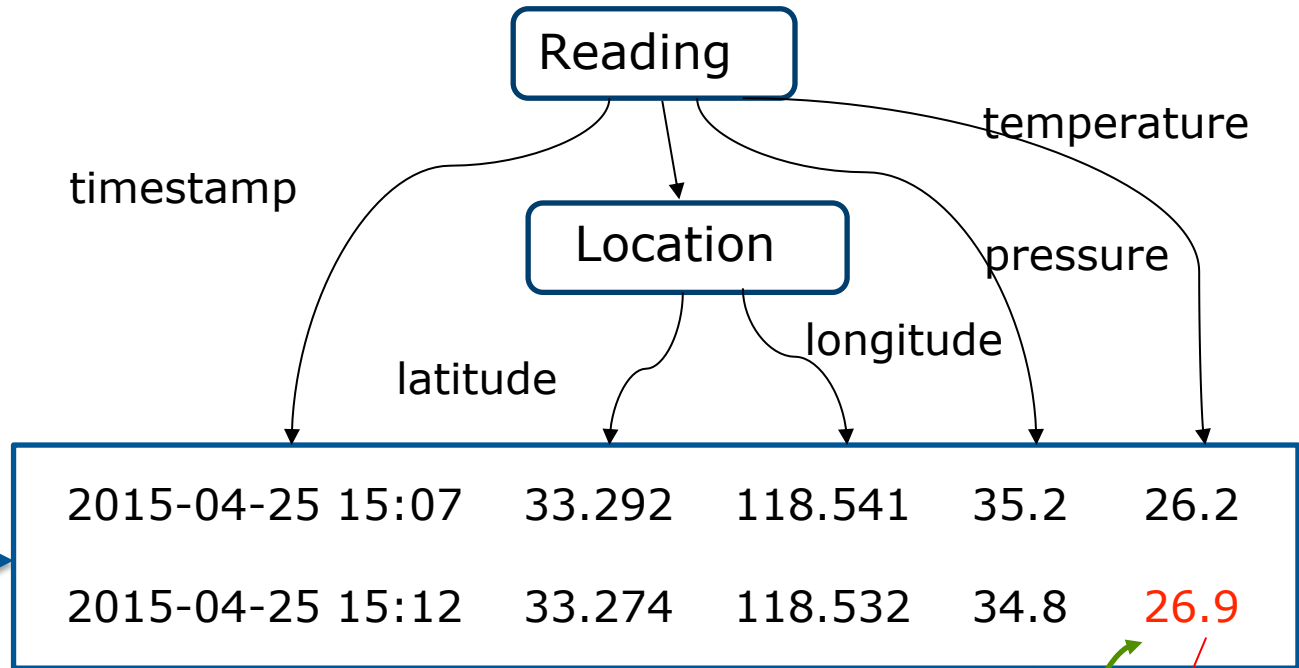 Reading
temperature
timestamp
Location
pressure
longitude
latitude
2015-04-25 15:07 33.292 118.541 35.2 26.2
2015-04-25 15:12 33.274 118.532 34.8 26.9